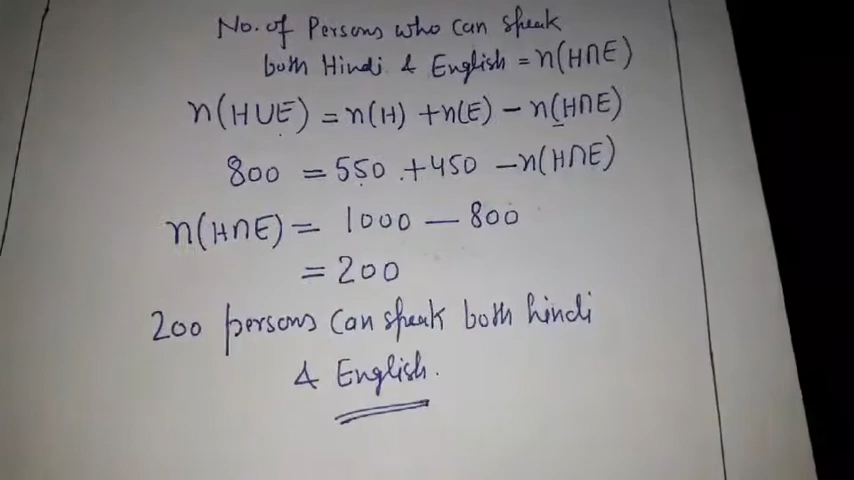 No. of Persons who can speak
both Hindi & English = n(H∩E)
n(H∪E) = n(H) + n(E) - n(H∩E)
800 = 550 + 450 - n(H∩E)
n(H∩E) = 1000 - 800
= 200
200 persons can speak both hindi
& English.